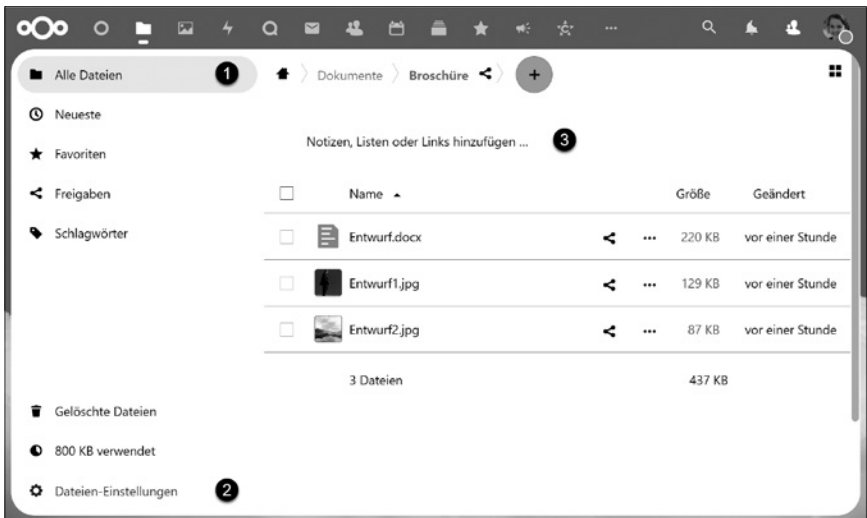 Alle Dateien 1
Neueste
Favoriten
Freigaben
Schlagwörter
Gelöschte Dateien
800 KB verwendet
Dateien-Einstellungen 2
Dokumente Broschüre +
Notizen, Listen oder Links hinzufügen ... 3
Name Größe Geändert
Entwurf.docx 220 KB vor einer Stunde
Entwurf1.jpg 129 KB vor einer Stunde
Entwurf2.jpg 87 KB vor einer Stunde
3 Dateien 437 KB